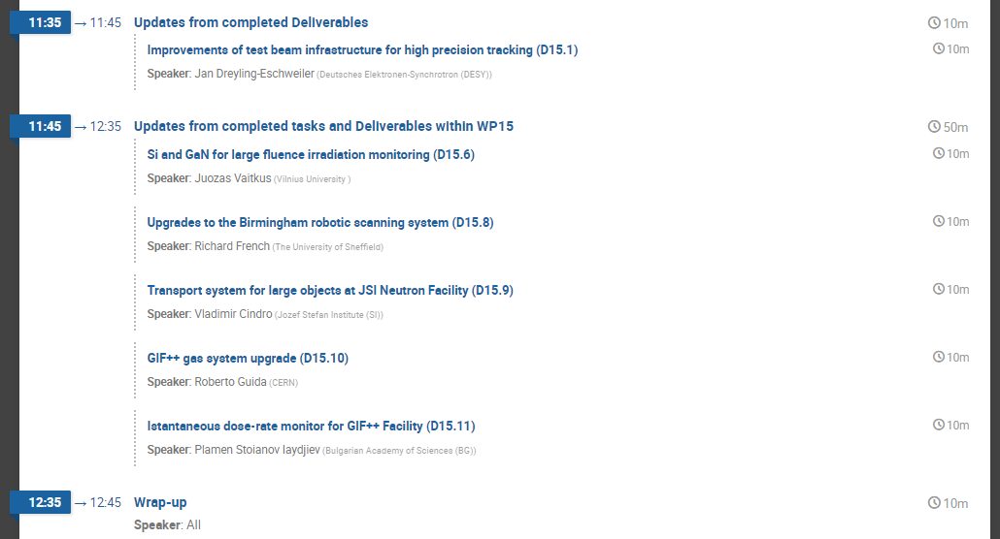 11:35 → 11:45 Updates from completed Deliverables 10m
Improvements of test beam infrastructure for high precision tracking (D15.1) 10m
Speaker: Jan Dreyling-Eschweiler (Deutsches Elektronen-Synchrotron (DESY))
11:45 → 12:35 Updates from completed tasks and Deliverables within WP15 50m
Si and GaN for large fluence irradiation monitoring (D15.6) 10m
Speaker: Juozas Vaitkus (Vilnius University )
Upgrades to the Birmingham robotic scanning system (D15.8) 10m
Speaker: Richard French (The University of Sheffield)
Transport system for large objects at JSI Neutron Facility (D15.9) 10m
Speaker: Vladimir Cindro (Jozef Stefan Institute (SI))
GIF++ gas system upgrade (D15.10) 10m
Speaker: Roberto Guida (CERN)
Istantaneous dose-rate monitor for GIF++ Facility (D15.11) 10m
Speaker: Plamen Stoianov Iaydjiev (Bulgarian Academy of Sciences (BG))
12:35 → 12:45 Wrap-up 10m
Speaker: All